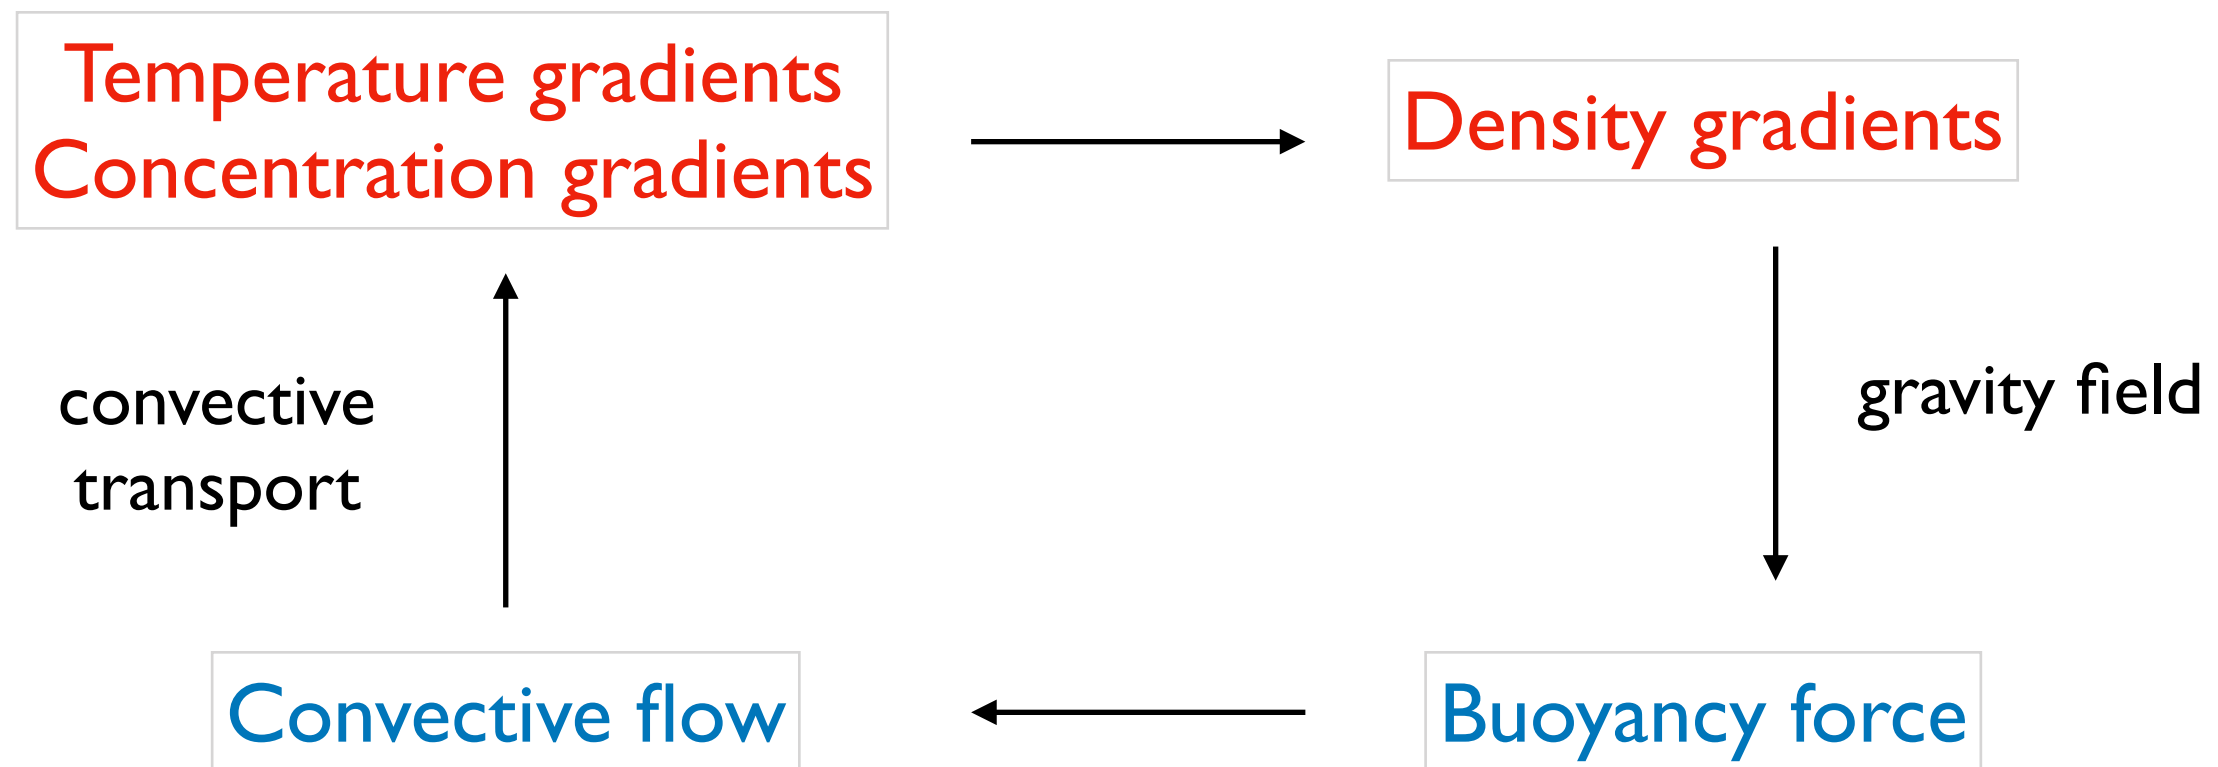 Temperature gradients
Concentration gradients
Density gradients
convective
transport
gravity field
Convective flow
Buoyancy force